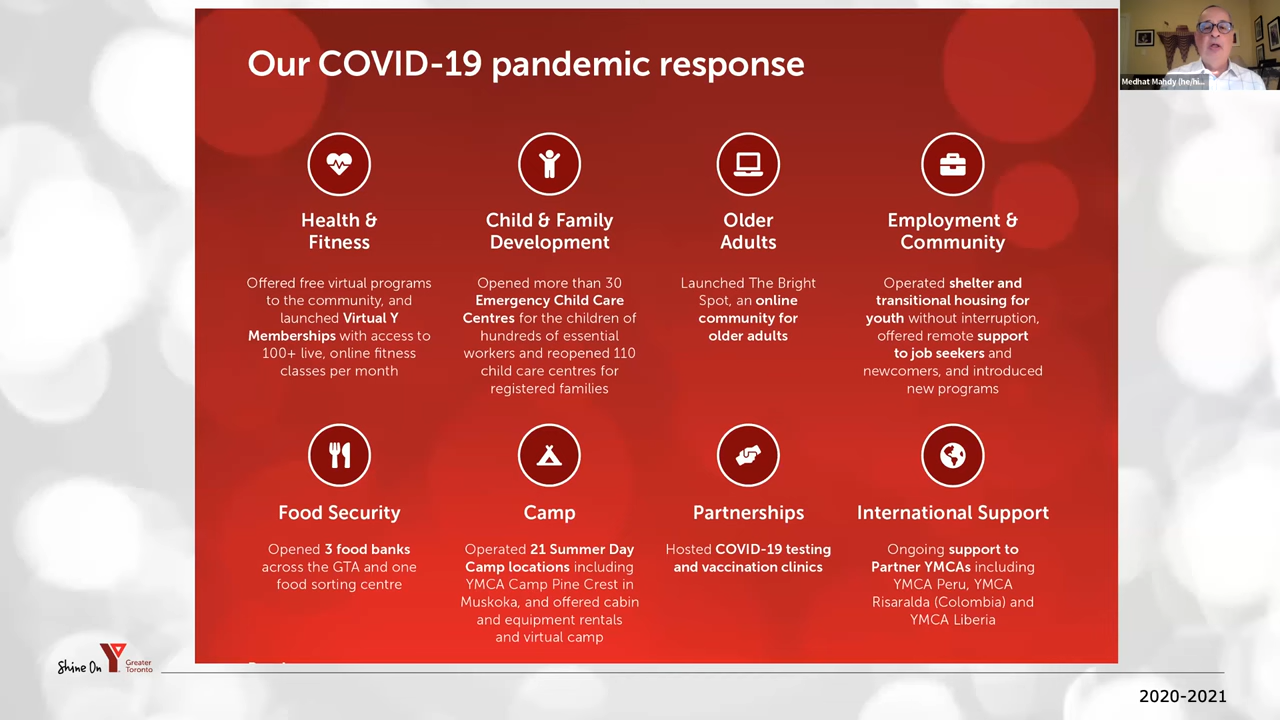 Our COVID-19 pandemic response
Medhat Mahdy (he/hi...
Health &
Fitness
Offered free virtual programs
to the community, and
launched Virtual Y
Memberships with access to
100+ live, online fitness
classes per month
Child & Family
Development
Opened more than 30
Emergency Child Care
Centres for the children of
hundreds of essential
workers and reopened 110
child care centres for
registered families
Older
Adults
Launched The Bright
Spot, an online
community for
older adults
Employment &
Community
Operated shelter and
transitional housing for
youth without interruption,
offered remote support
to job seekers and
newcomers, and introduced
new programs
Food Security
Opened 3 food banks
across the GTA and one
food sorting centre
Camp
Operated 21 Summer Day
Camp locations including
YMCA Camp Pine Crest in
Muskoka, and offered cabin
and equipment rentals
and virtual camp
Partnerships
Hosted COVID-19 testing
and vaccination clinics
International Support
Ongoing support to
Partner YMCAs including
YMCA Peru, YMCA
Risaralda (Colombia) and
YMCA Liberia
Shine On Y Greater
Toronto
2020-2021